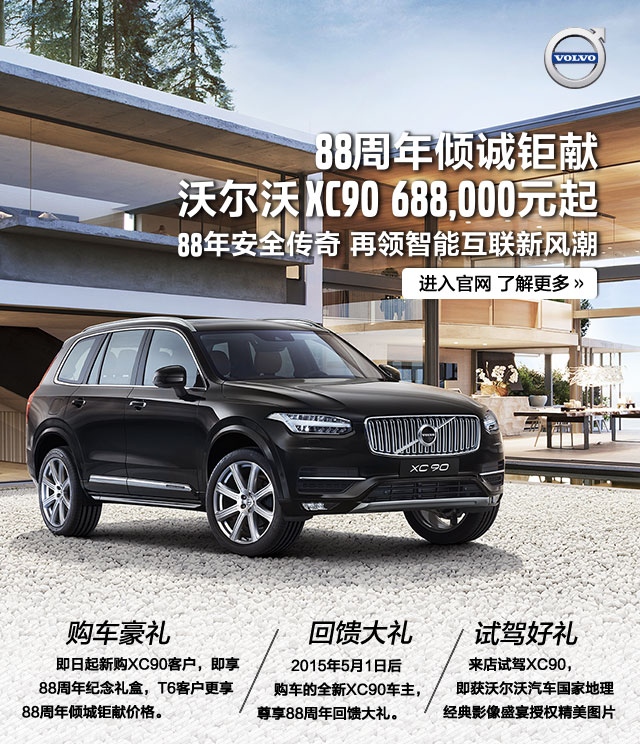 VOLVO
88周年倾诚钜献
沃尔沃XC90 688,000元起
88年安全传奇 再领智能互联新风潮
进入官网 了解更多»
VOLVO
XC90
购车豪礼
即日起新购XC90客户，即享
88周年纪念礼盒，T6客户更享
88周年倾城钜献价格。
回馈大礼
2015年5月1日后
购车的全新XC90车主，
尊享88周年回馈大礼。
试驾好礼
来店试驾XC90，
即获沃尔沃汽车国家地理
经典影像盛宴授权精美图片